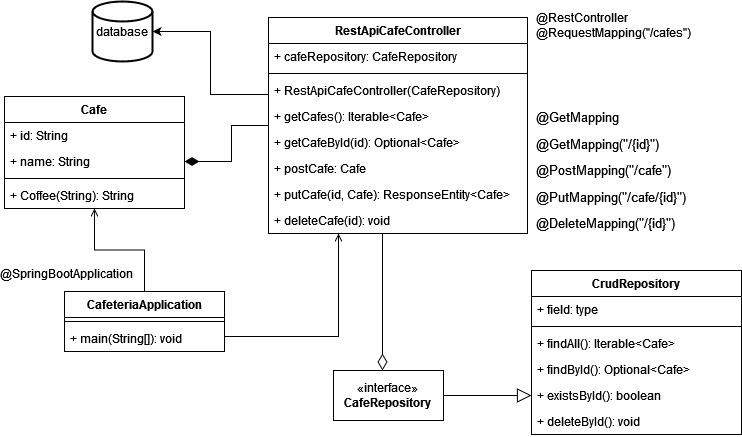 database
RestApiCafeController
+ cafeRepository: CafeRepository
+ RestApiCafeController(CafeRepository)
+ getCafes(): Iterable<Cafe>
+ getCafeById(id): Optional<Cafe>
+ postCafe: Cafe
+ putCafe(id, Cafe): ResponseEntity<Cafe>
+ deleteCafe(id): void
@RestController
@RequestMapping("/cafes")
@GetMapping
@GetMapping("/{id}")
@PostMapping("/cafe")
@PutMapping("/cafe/{id}")
@DeleteMapping("/{id}")
Cafe
+ id: String
+ name: String
+ Coffee(String): String
@SpringBootApplication
CafeteriaApplication
+ main(String[]): void
«interface»
CafeRepository
CrudRepository
+ field: type
+ findAll(): Iterable<Cafe>
+ findById(): Optional<Cafe>
+ existsById(): boolean
+ deleteById(): void